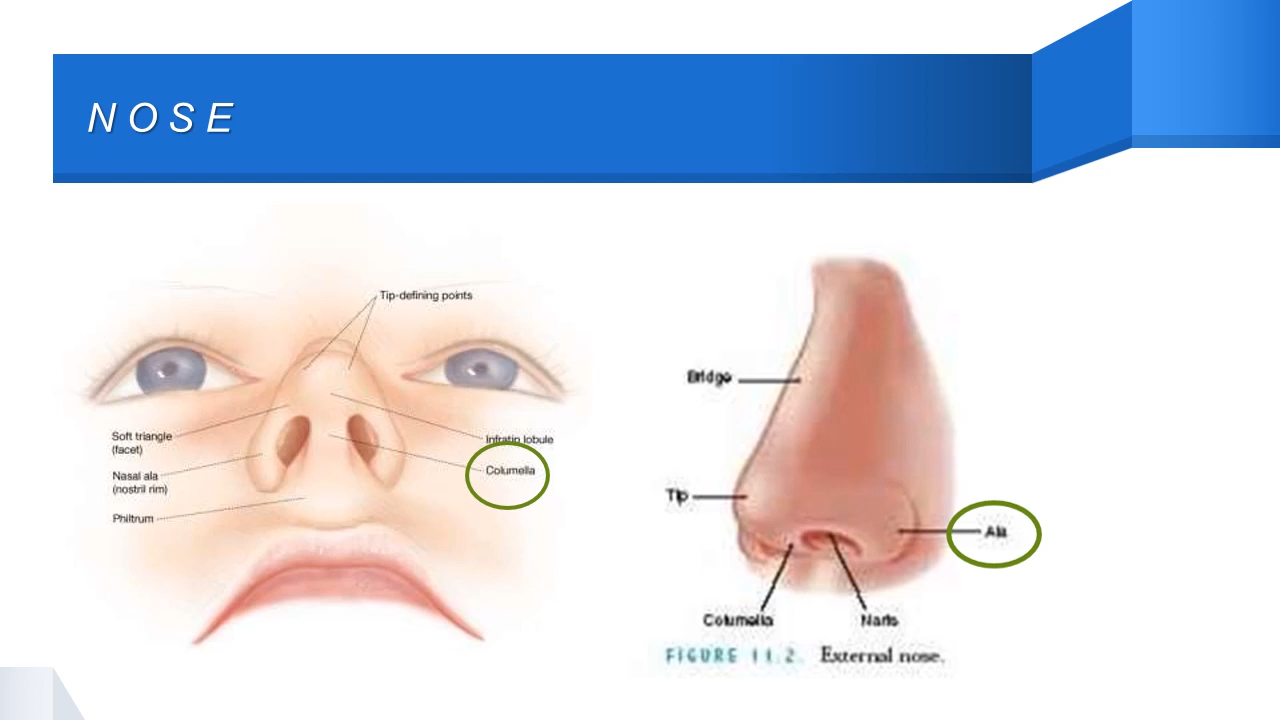 NOSE
Tip-defining points
Soft triangle
(facet)
Nasal ala
(nostril rim)
Philtrum
Infratip lobule
Columella
Bridge
Tip
Ala
Columella
Naris
FIGURE 11.2. External nose.